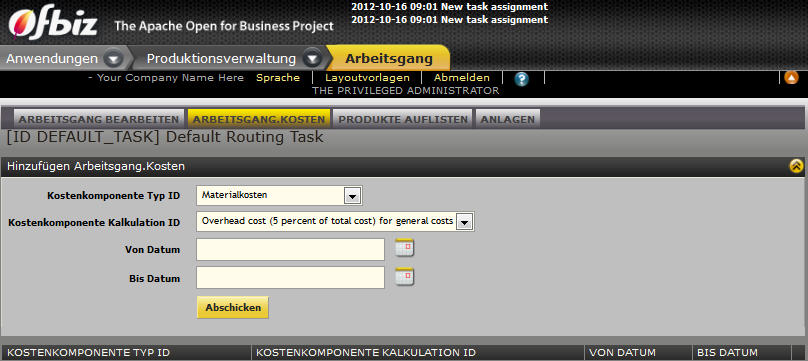 2012-10-16 09:01 New task assignment
2012-10-16 09:01 New task assignment
Ofbiz The Apache Open for Business Project
Anwendungen Produktionsverwaltung Arbeitsgang
- Your Company Name Here Sprache Layoutvorlagen Abmelden ?
THE PRIVILEGED ADMINISTRATOR
ARBEITSGANG BEARBEITEN ARBEITSGANG.KOSTEN PRODUKTE AUFLISTEN ANLAGEN
[ID DEFAULT_TASK] Default Routing Task
Hinzufügen Arbeitsgang.Kosten
Kostenkomponente Typ ID Materialkosten
Kostenkomponente Kalkulation ID Overhead cost (5 percent of total cost) for general costs
Von Datum
Bis Datum
Abschicken
KOSTENKOMPONENTE TYP ID KOSTENKOMPONENTE KALKULATION ID VON DATUM BIS DATUM